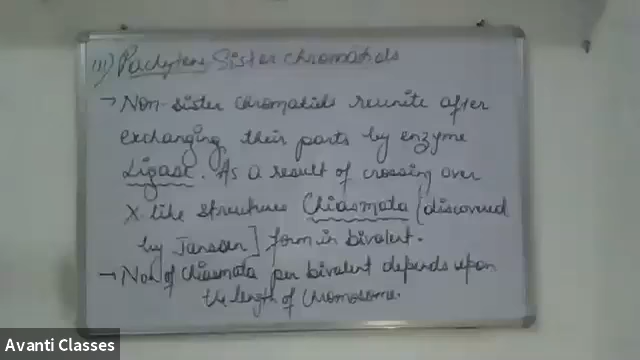 III) Pachytene Sister chromatids
→ Non-sister chromatids reunite after
exchanging their parts by enzyme
Ligase. As a result of crossing over
X like structures Chiasmata [discovered
by Jansen] form in bivalent.
→ No. of chiasmata per bivalent depends upon
the length of chromosome.
Avanti Classes